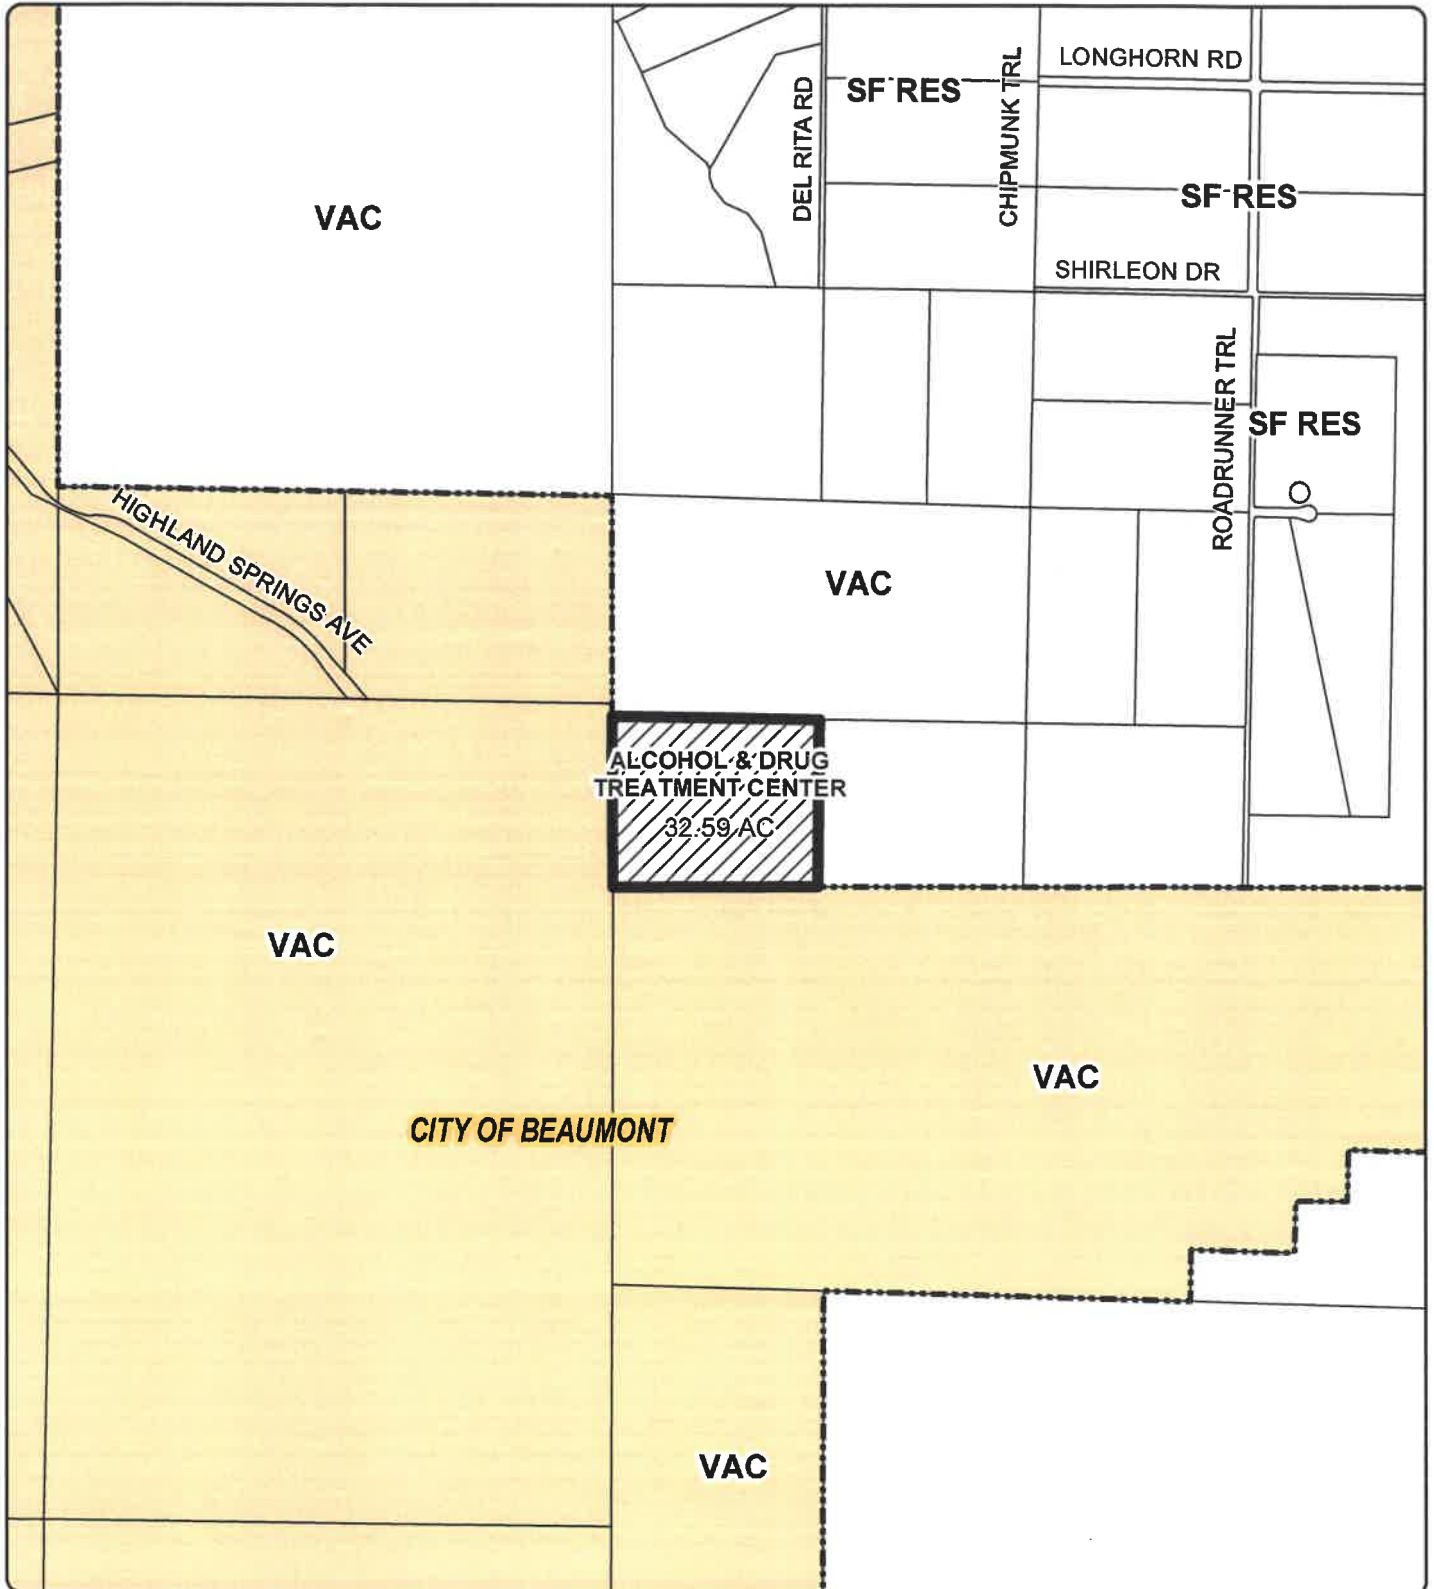 LONGHORN RD
SF RES
CHIPMUNK TRL
DEL RITA RD
SF RES
VAC
SHIRLEON DR
ROADRUNNER TRL
SF RES
HIGHLAND SPRINGS AVE
VAC
ALCOHOL & DRUG
TREATMENT CENTER
32.59 AC
VAC
VAC
CITY OF BEAUMONT
VAC